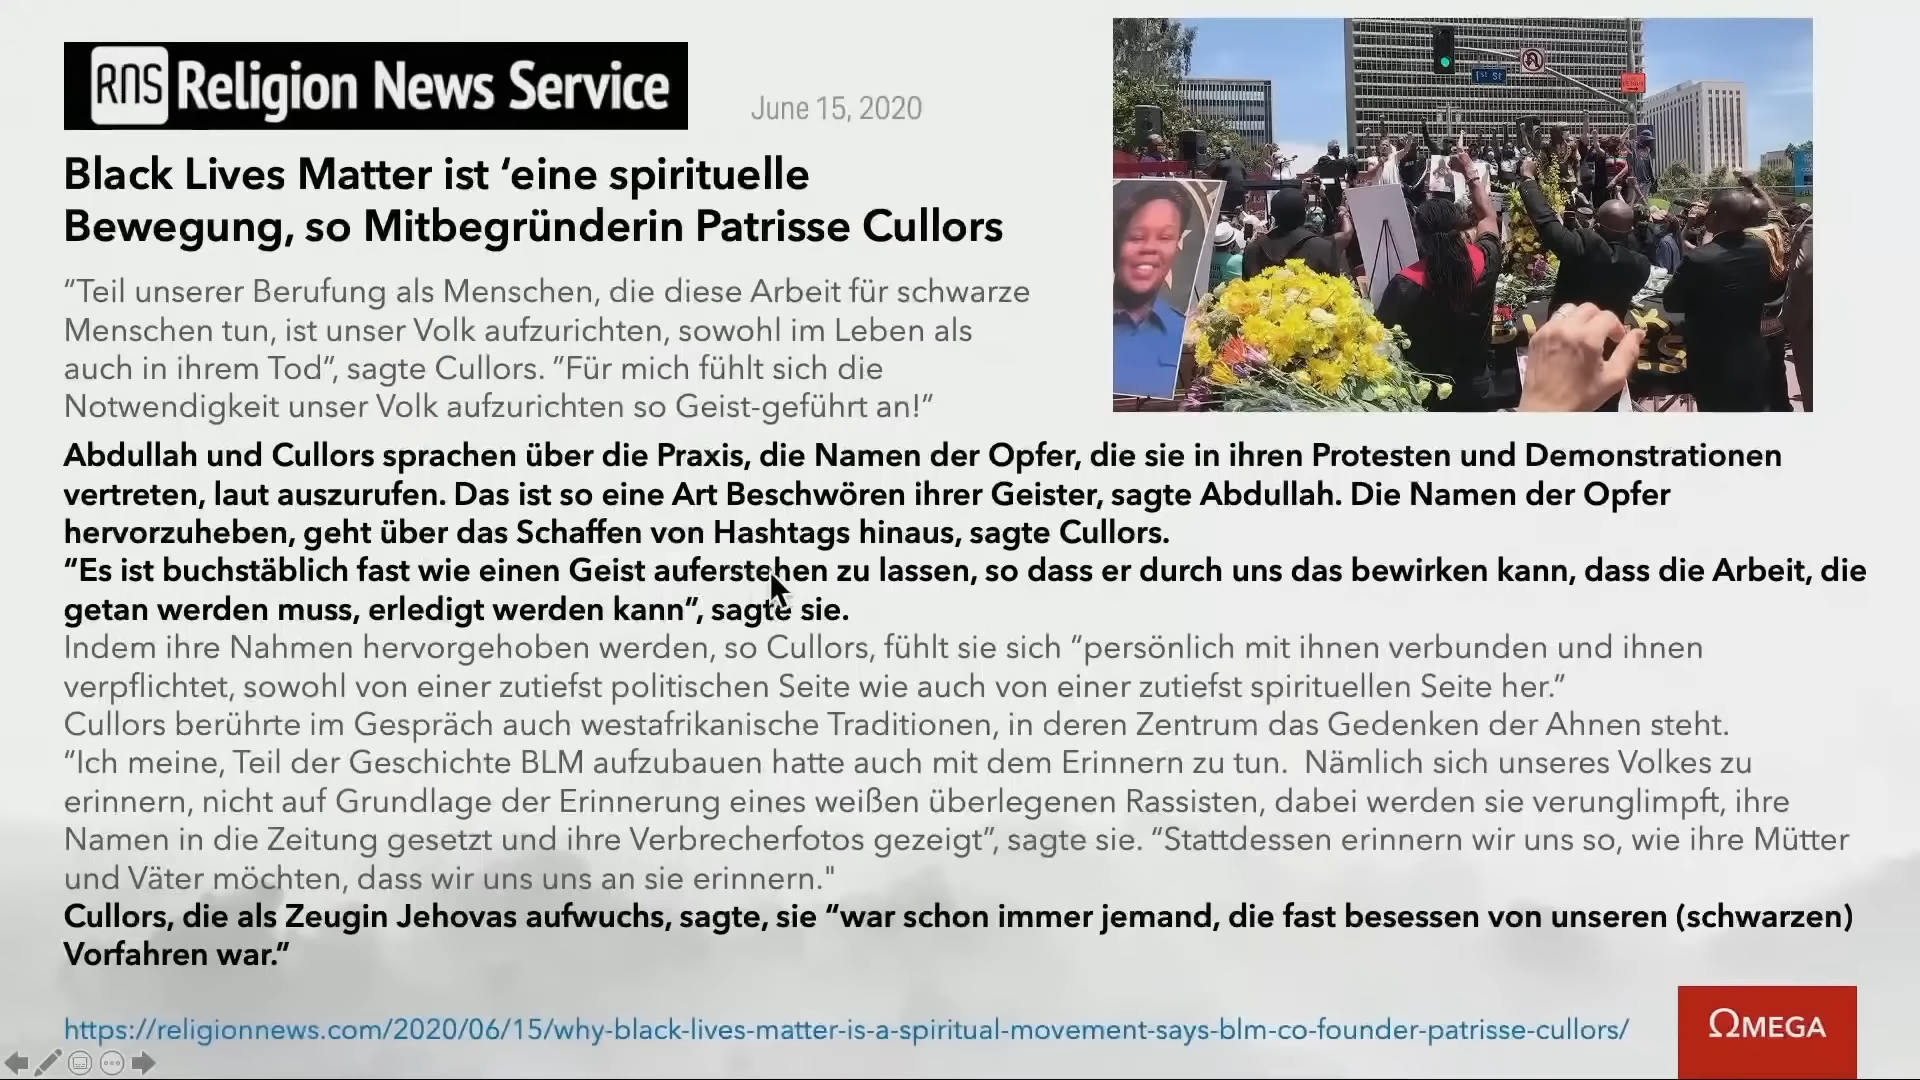 RNS Religion News Service
June 15, 2020
1st St
Black Lives Matter ist ‘eine spirituelle
Bewegung, so Mitbegründerin Patrisse Cullors
“Teil unserer Berufung als Menschen, die diese Arbeit für schwarze
Menschen tun, ist unser Volk aufzurichten, sowohl im Leben als
auch in ihrem Tod”, sagte Cullors. “Für mich fühlt sich die
Notwendigkeit unser Volk aufzurichten so Geist-geführt an!”
Abdullah und Cullors sprachen über die Praxis, die Namen der Opfer, die sie in ihren Protesten und Demonstrationen
vertreten, laut auszurufen. Das ist so eine Art Beschwören ihrer Geister, sagte Abdullah. Die Namen der Opfer
hervorzuheben, geht über das Schaffen von Hashtags hinaus, sagte Cullors.
“Es ist buchstäblich fast wie einen Geist auferstehen zu lassen, so dass er durch uns das bewirken kann, dass die Arbeit, die
getan werden muss, erledigt werden kann”, sagte sie.
Indem ihre Nahmen hervorgehoben werden, so Cullors, fühlt sie sich “persönlich mit ihnen verbunden und ihnen
verpflichtet, sowohl von einer zutiefst politischen Seite wie auch von einer zutiefst spirituellen Seite her.”
Cullors berührte im Gespräch auch westafrikanische Traditionen, in deren Zentrum das Gedenken der Ahnen steht.
“Ich meine, Teil der Geschichte BLM aufzubauen hatte auch mit dem Erinnern zu tun. Nämlich sich unseres Volkes zu
erinnern, nicht auf Grundlage der Erinnerung eines weißen überlegenen Rassisten, dabei werden sie verunglimpft, ihre
Namen in die Zeitung gesetzt und ihre Verbrecherfotos gezeigt”, sagte sie. “Stattdessen erinnern wir uns so, wie ihre Mütter
und Väter möchten, dass wir uns uns an sie erinnern."
Cullors, die als Zeugin Jehovas aufwuchs, sagte, sie “war schon immer jemand, die fast besessen von unseren (schwarzen)
Vorfahren war.”
https://religionnews.com/2020/06/15/why-black-lives-matter-is-a-spiritual-movement-says-blm-co-founder-patrisse-cullors/
ΩMEGA